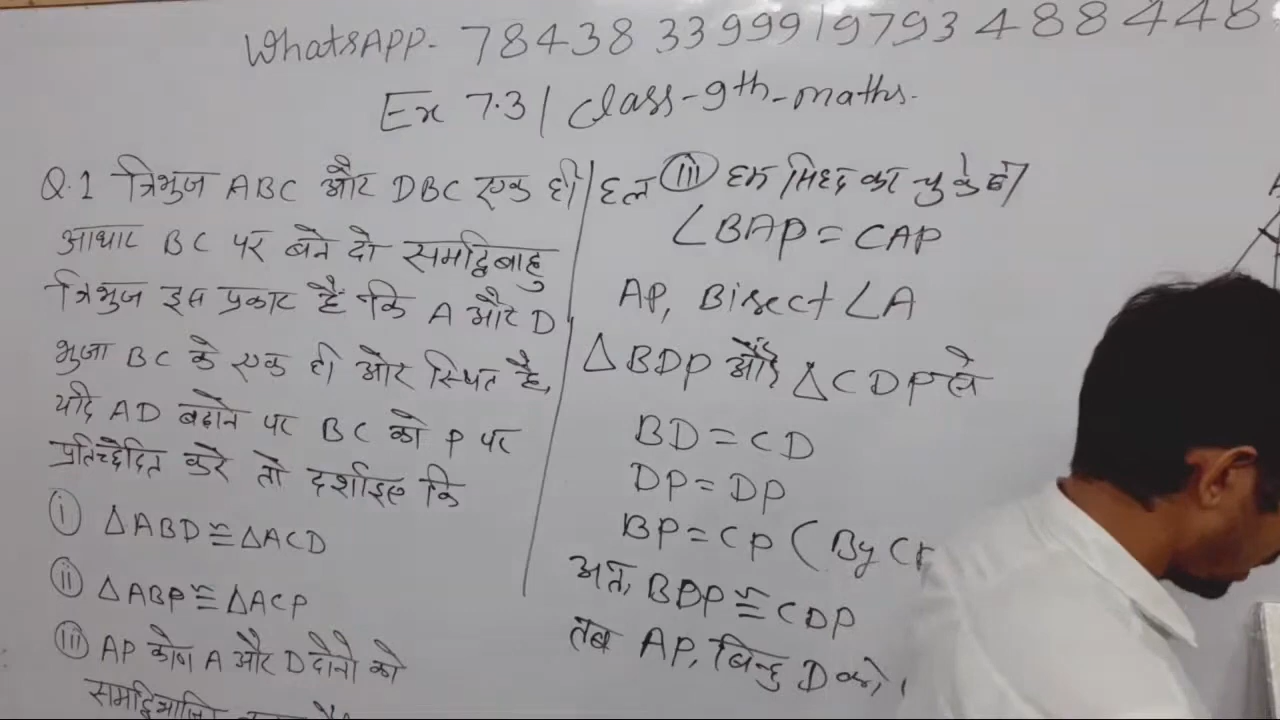 WhatsAPP- 7843833999/9793488448
Ex 7.3 / Class-9th-maths.
Q.1 त्रिभुज ABC और DBC एक ही
आधार BC पर बने दो समद्विबाहु
त्रिभुज इस प्रकार है कि A और D
भुजा BC के एक ही ओर स्थित है,
यदि AD बढाने पर BC को P पर
प्रतिच्छेदित करे तो दर्शाइए कि
i ΔABD ≅ ΔACD
ii ΔABP ≅ ΔACP
iii AP कोण A और D दोनो को
हल iii हम सिध्द कर चुके है
∠BAP = CAP
AP, Bisect ∠A
ΔBDP और ΔCDP से
BD = CD
DP = DP
BP = CP ( By
अतः BDP ≅ CDP
तब AP, बिन्दु D को